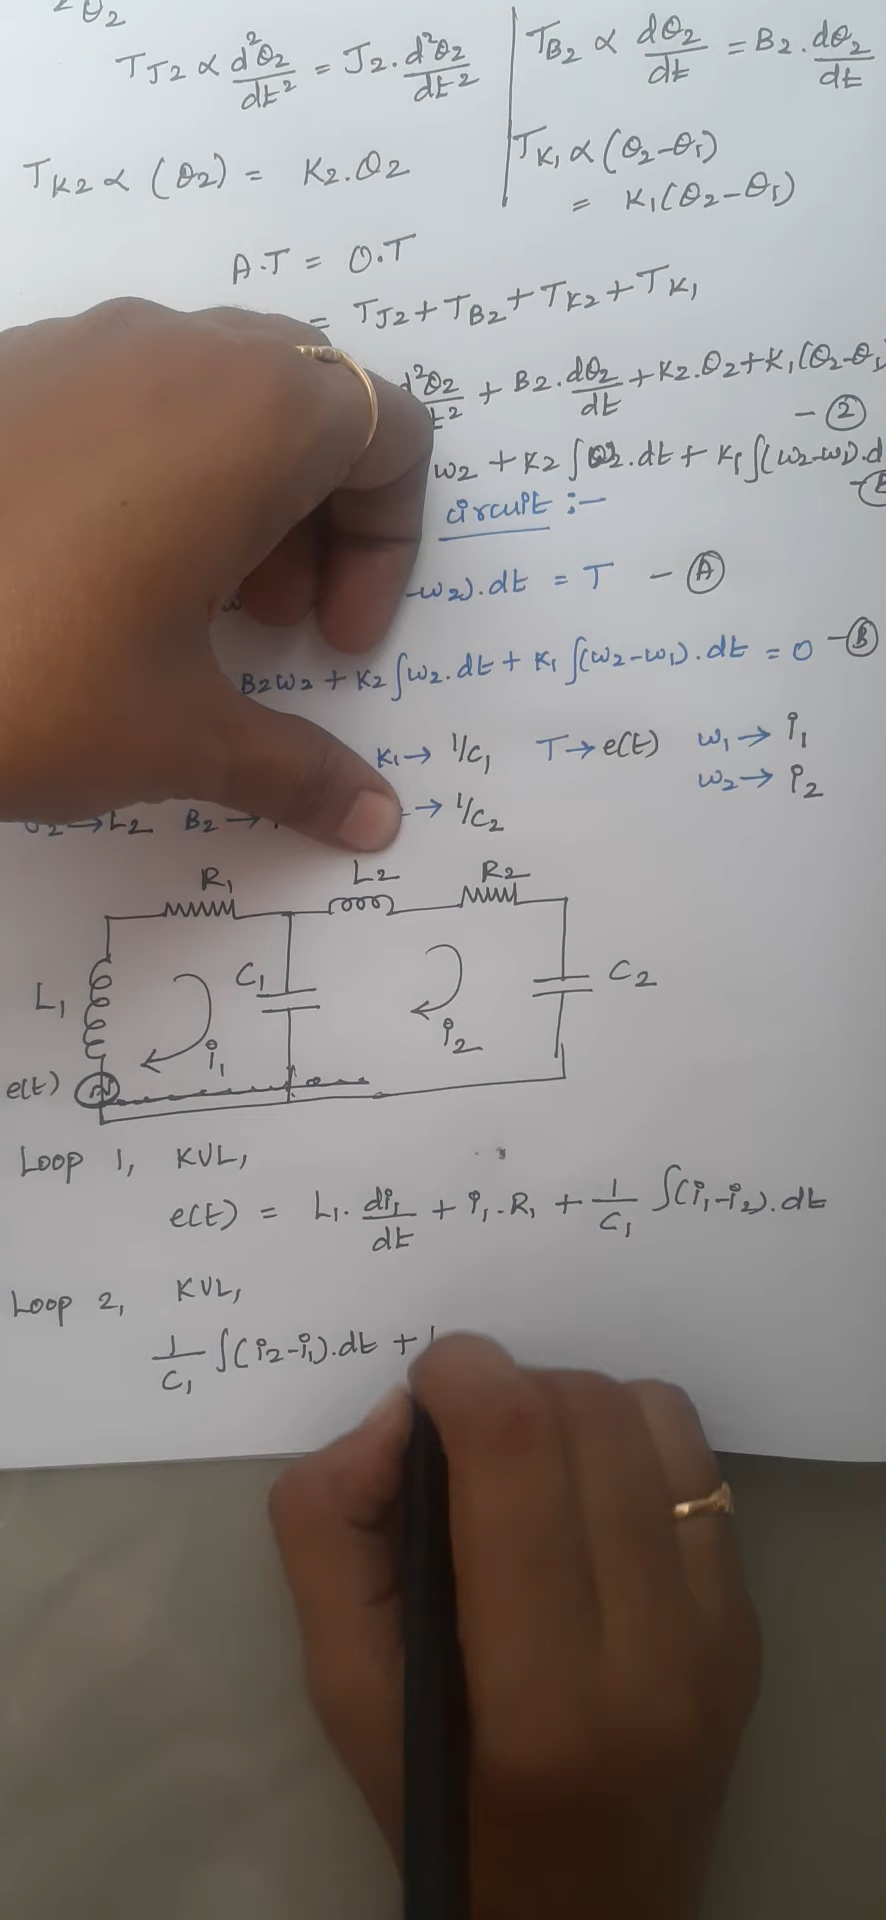 θ2
TJ2 ∝ d²θ2/dt² = J2. d²θ2/dt²
TB2 ∝ dθ2/dt = B2. dθ2/dt
TK2 ∝ (θ2) = K2.θ2
TK1 ∝ (θ2-θ1)
= K1(θ2-θ1)
A.T = O.T
= TJ2 + TB2 + TK2 + TK1
d²θ2/t² + B2. dθ2/dt + K2.θ2 + K1(θ2-θ1
- ②
ω2 + K2 ∫ .dt + K1 ∫(ω2-ω1).d
circuit :-
-ω2).dt = T - Ⓐ
B2ω2 + K2 ∫ω2.dt + K1 ∫(ω2-ω1).dt = 0 - Ⓑ
K1 → 1/C1 T → e(t) ω1 → i1
ω2 → i2
→ L2 B2 → → 1/C2
R1 L2 R2
L1 C1 C2
i1 i2
e(t)
Loop 1, KVL,
e(t) = L1. di1/dt + i1.R1 + 1/C1 ∫(i1-i2).dt
Loop 2, KVL,
1/C1 ∫(i2-i1).dt +